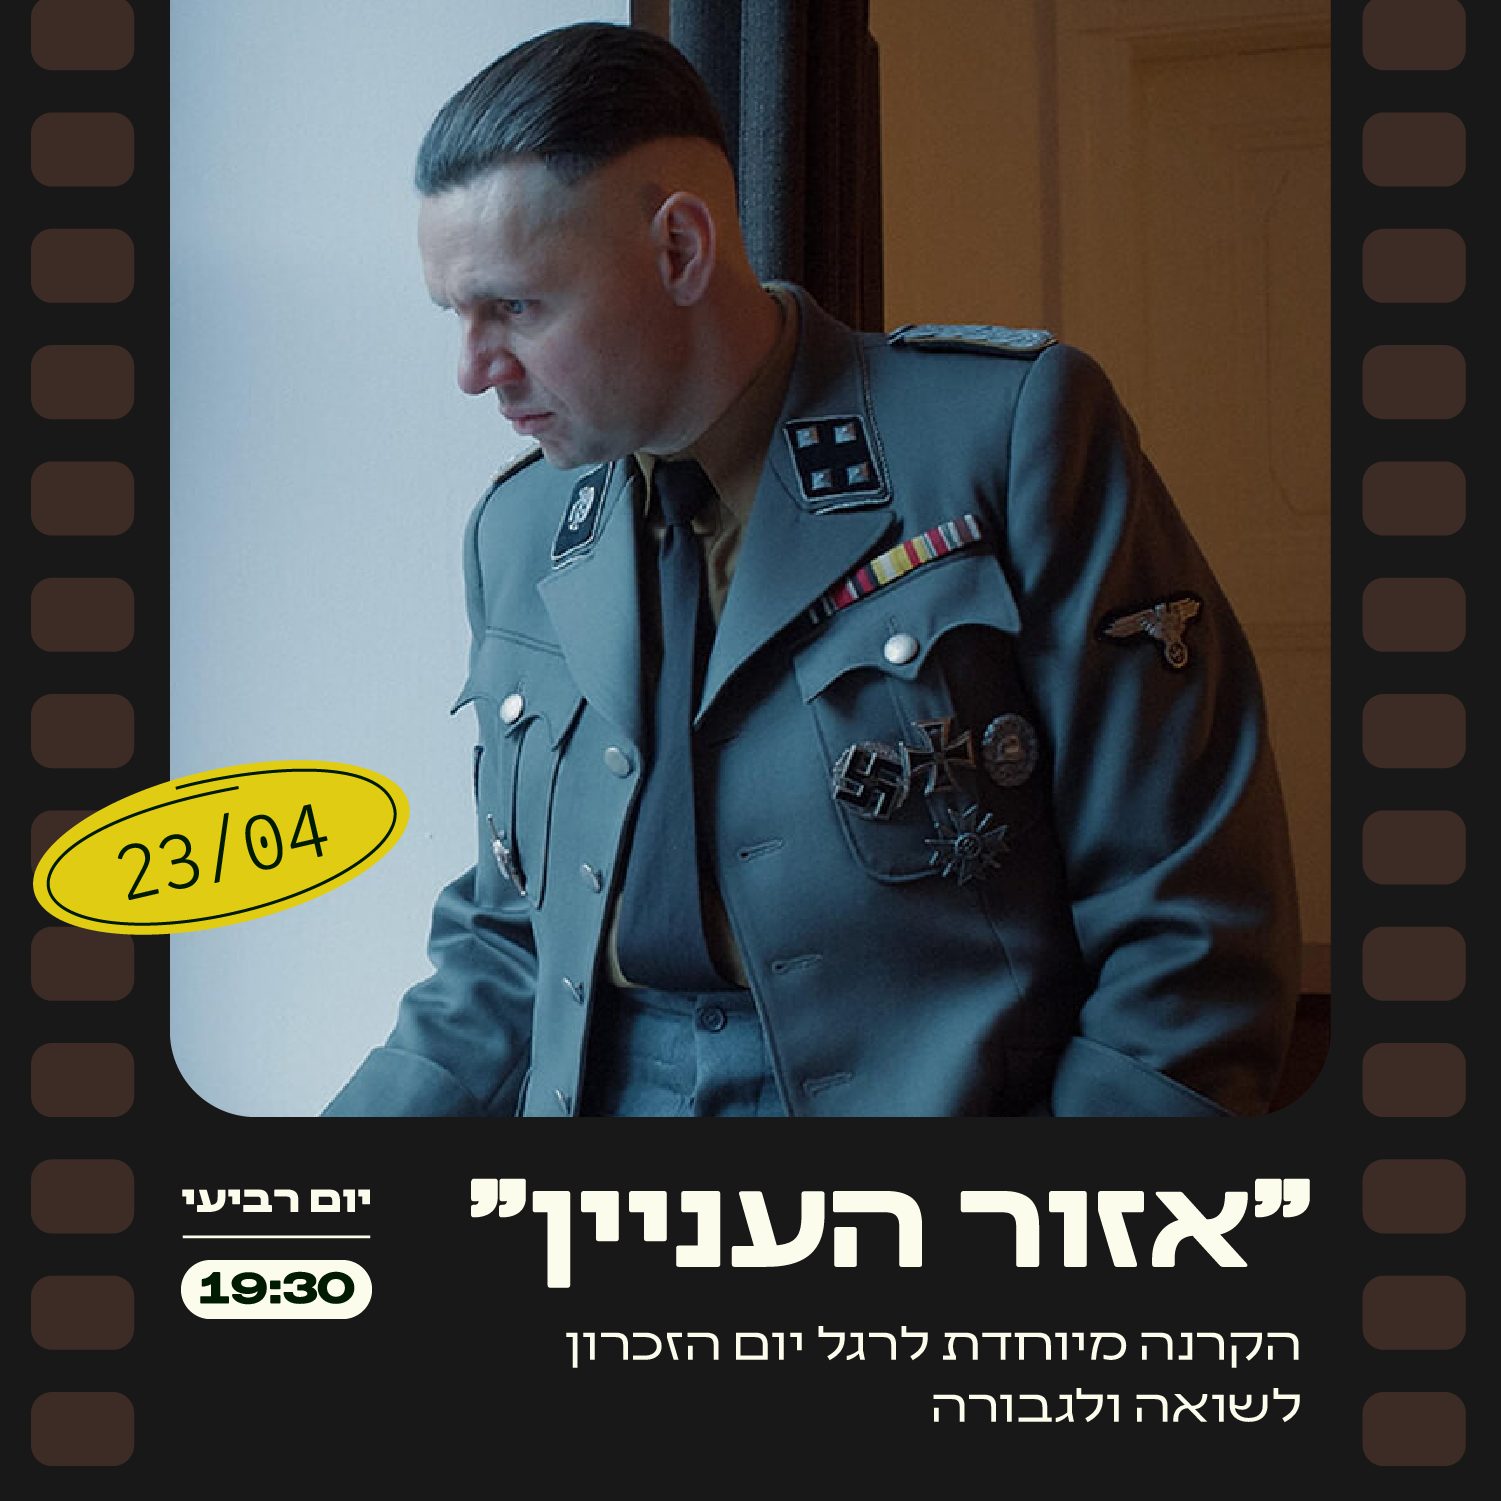 23/04
"אזור העניין"
הקרנה מיוחדת לרגל יום הזכרון
לשואה ולגבורה
יום רביעי
19:30